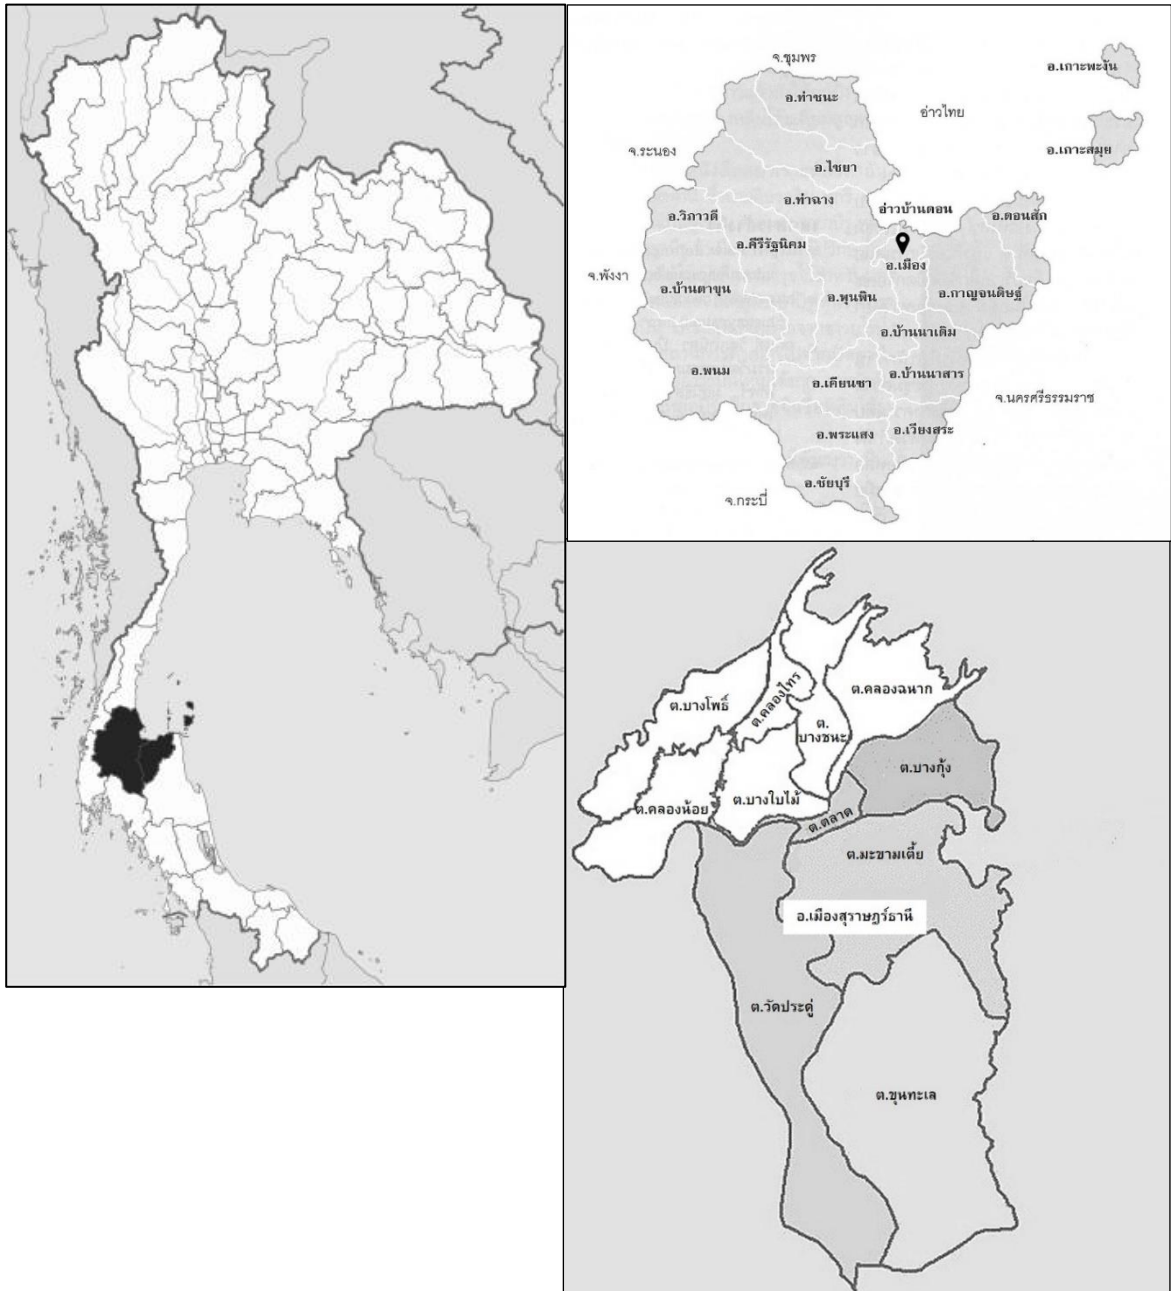 จ.ชุมพร
อ.เกาะพะงัน
อ.ท่าชนะ
อ่าวไทย
จ.ระนอง
อ.เกาะสมุย
อ.ไชยา
อ.ท่าฉาง
อ่าวบ้านดอน
อ.วิภาวดี
อ.ดอนสัก
อ.คีรีรัฐนิคม
อ.เมือง
จ.พังงา
อ.บ้านตาขุน
อ.พุนพิน
อ.กาญจนดิษฐ์
อ.บ้านนาเดิม
อ.พนม
อ.เคียนซา
อ.บ้านนาสาร
จ.นครศรีธรรมราช
อ.พระแสง
อ.เวียงสระ
อ.ชัยบุรี
จ.กระบี่
ต.คลองฉนาก
ต.บางโพธิ์
ต.คลองไทร
ต.
บางชนะ
ต.บางกุ้ง
ต.บางใบไม้
ต.คลองน้อย
ต.ตลาด
ต.มะขามเตี้ย
อ.เมืองสุราษฎร์ธานี
ต.วัดประดู่
ต.ขุนทะเล